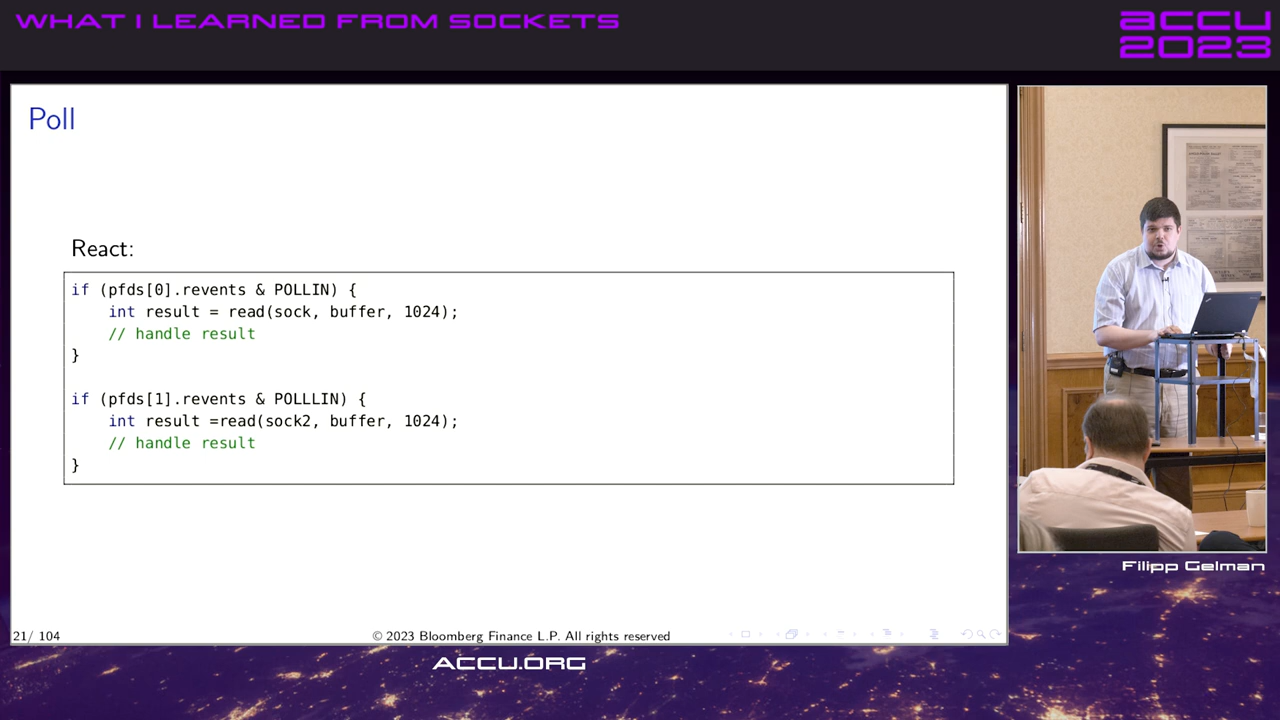 WHAT I LEARNED FROM SOCKETS
ACCU
2023
Poll
React:
if (pfds[0].revents & POLLIN) {
    int result = read(sock, buffer, 1024);
    // handle result
}
if (pfds[1].revents & POLLLIN) {
    int result =read(sock2, buffer, 1024);
    // handle result
}
Filipp Gelman
21/ 104
© 2023 Bloomberg Finance L.P. All rights reserved
ACCU.ORG